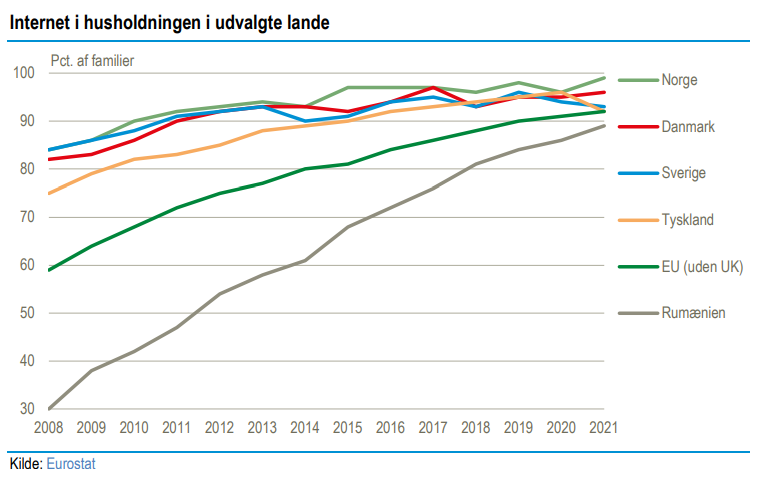 Internet i husholdningen i udvalgte lande
Pct. af familier
100
90
80
70
60
50
40
30
2008 2009 2010 2011 2012 2013 2014 2015 2016 2017 2018 2019 2020 2021
Norge
Danmark
Sverige
Tyskland
EU (uden UK)
Rumænien
Kilde: Eurostat